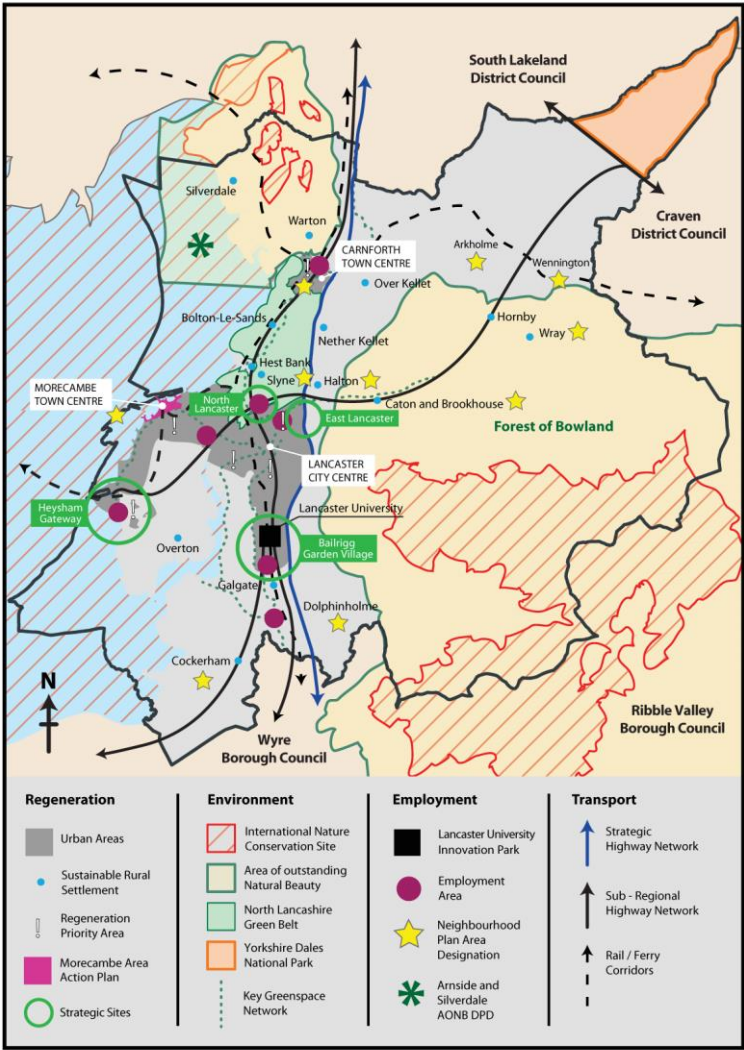 South Lakeland
District Council
Silverdale
Warton
Craven
District Council
CARNFORTH
TOWN CENTRE
Arkholme
Wennington
Over Kellet
Bolton-Le-Sands
Hornby
Nether Kellet
Wray
Hest Bank
MORECAMBE
TOWN CENTRE
Slyne
Halton
North
Lancaster
Caton and Brookhouse
East Lancaster
Forest of Bowland
LANCASTER
CITY CENTRE
Heysham
Gateway
Lancaster University
Overton
Bailrigg
Garden Village
Galgate
Dolphinholme
Cockerham
N
Ribble Valley
Borough Council
Wyre
Borough Council
Regeneration
Urban Areas
Sustainable Rural
Settlement
Regeneration
Priority Area
Morecambe Area
Action Plan
Strategic Sites
Environment
International Nature
Conservation Site
Area of outstanding
Natural Beauty
North Lancashire
Green Belt
Yorkshire Dales
National Park
Key Greenspace
Network
Employment
Lancaster University
Innovation Park
Employment
Area
Neighbourhood
Plan Area
Designation
Arnside and
Silverdale
AONB DPD
Transport
Strategic
Highway Network
Sub - Regional
Highway Network
Rail / Ferry
Corridors